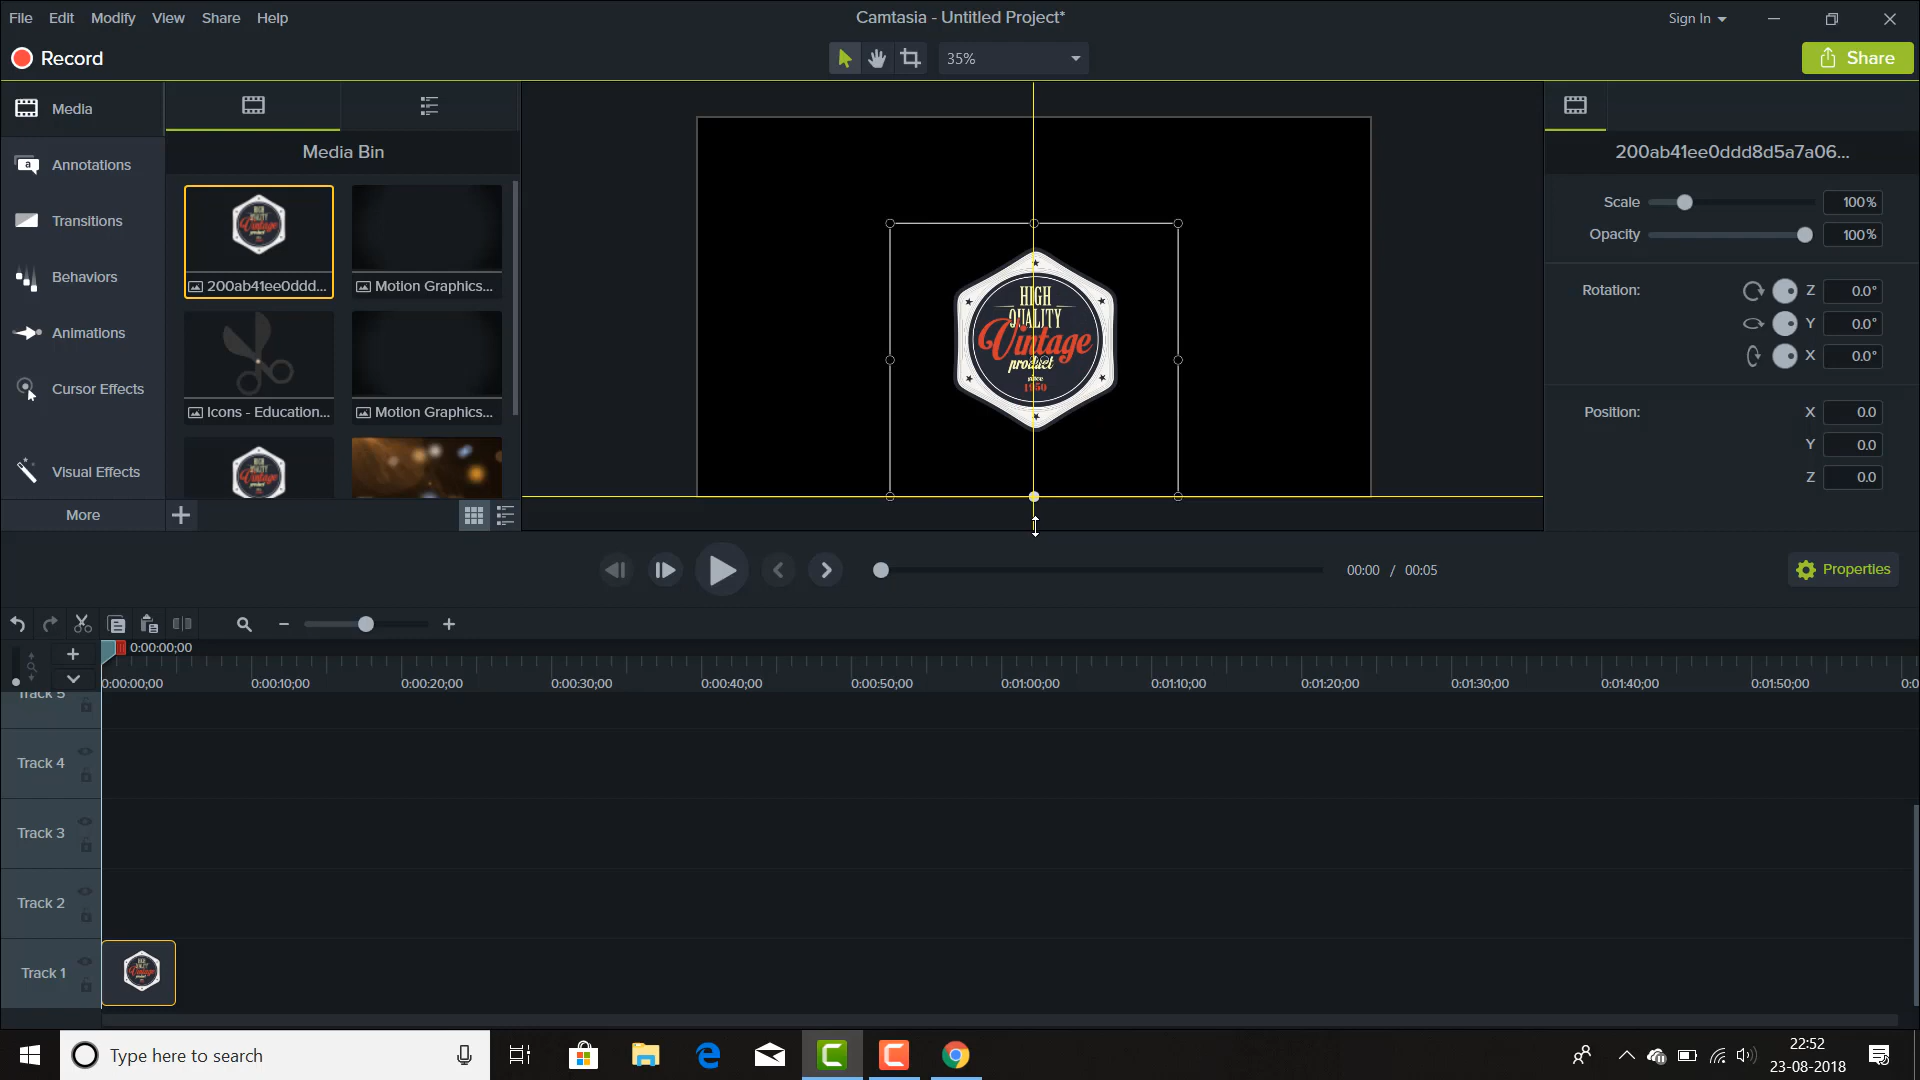 File Edit Modify View Share Help
Camtasia - Untitled Project*
Sign In
Record
35%
Share
Media
Annotations
Transitions
Behaviors
Animations
Cursor Effects
Visual Effects
More
Media Bin
200ab41ee0ddd...
Motion Graphics...
Icons - Education...
Motion Graphics...
HIGH
QUALITY
Vintage
product
since
1950
200ab41ee0ddd8d5a7a06...
Scale 100%
Opacity 100%
Rotation: Z 0.0°
Y 0.0°
X 0.0°
Position: X 0.0
Y 0.0
Z 0.0
00:00 / 00:05
Properties
0:00:00;00
0:00:00;00 0:00:10;00 0:00:20;00 0:00:30;00 0:00:40;00 0:00:50;00 0:01:00;00 0:01:10;00 0:01:20;00 0:01:30;00 0:01:40;00 0:01:50;00 0:0
Track 5
Track 4
Track 3
Track 2
Track 1
Type here to search
22:52
23-08-2018